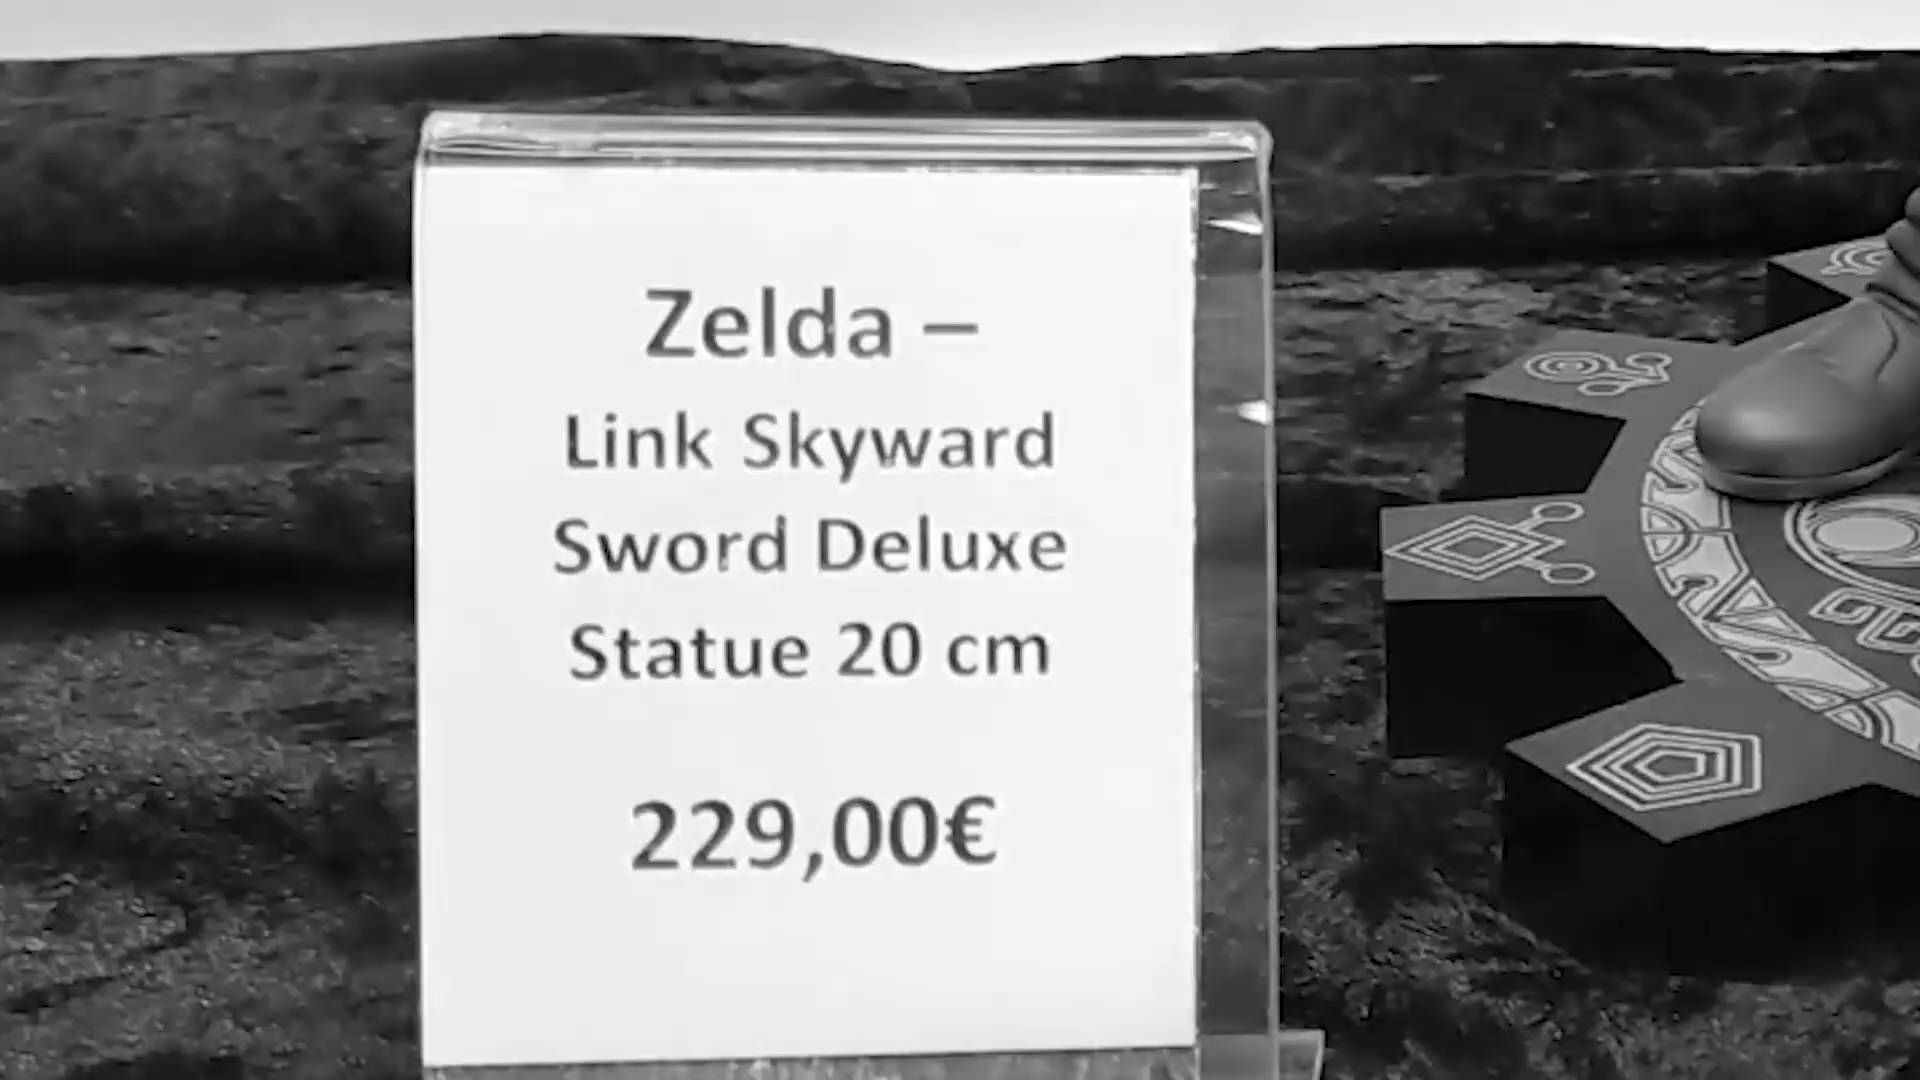 Zelda –
Link Skyward
Sword Deluxe
Statue 20 cm
229,00€